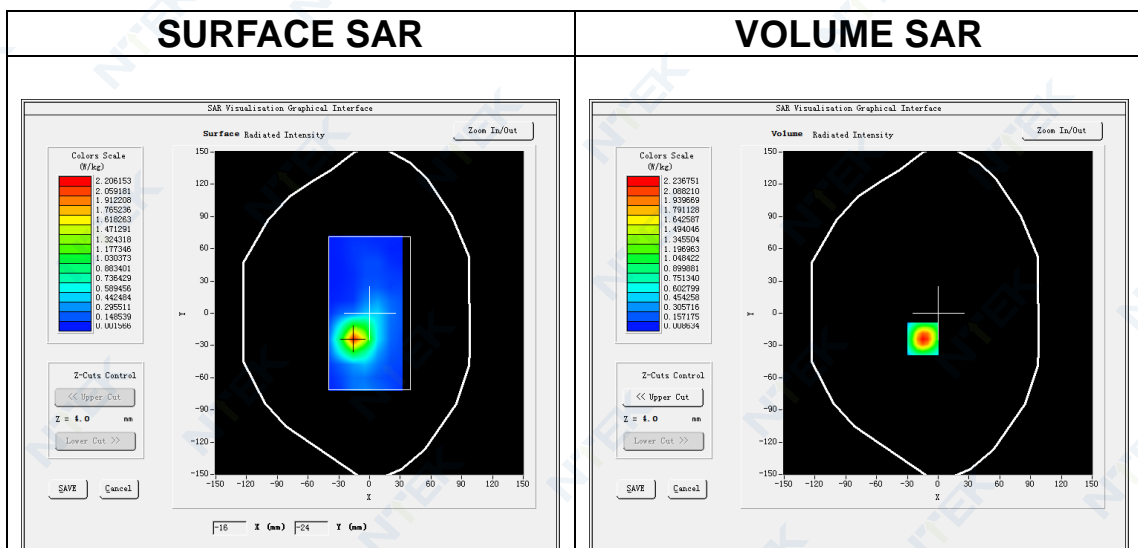 SURFACE SAR
SAR Visualisation Graphical Interface
Surface Radiated Intensity
Zoom In/Out
Colors Scale
(W/kg)
2.206153
2.059181
1.912208
1.765236
1.618263
1.471291
1.324318
1.177346
1.030373
0.883401
0.736429
0.589456
0.442484
0.295511
0.148539
0.001566
Z-Cuts Control
<< Upper Cut
Z = 4.0 mm
Lower Cut >>
SAVE Cancel
150
120
90
60
30
0
-30
-60
-90
-120
-150
Y
-150 -120 -90 -60 -30 0 30 60 90 120 150
X
-16 X (mm) -24 Y (mm)
VOLUME SAR
SAR Visualisation Graphical Interface
Volume Radiated Intensity
Zoom In/Out
Colors Scale
(W/kg)
2.236751
2.088210
1.939669
1.791128
1.642587
1.494046
1.345504
1.196963
1.048422
0.899881
0.751340
0.602799
0.454258
0.305716
0.157175
0.008634
Z-Cuts Control
<< Upper Cut
Z = 4.0 mm
Lower Cut >>
SAVE Cancel
150
120
90
60
30
0
-30
-60
-90
-120
-150
Y
-150 -120 -90 -60 -30 0 30 60 90 120 150
X
NTEK